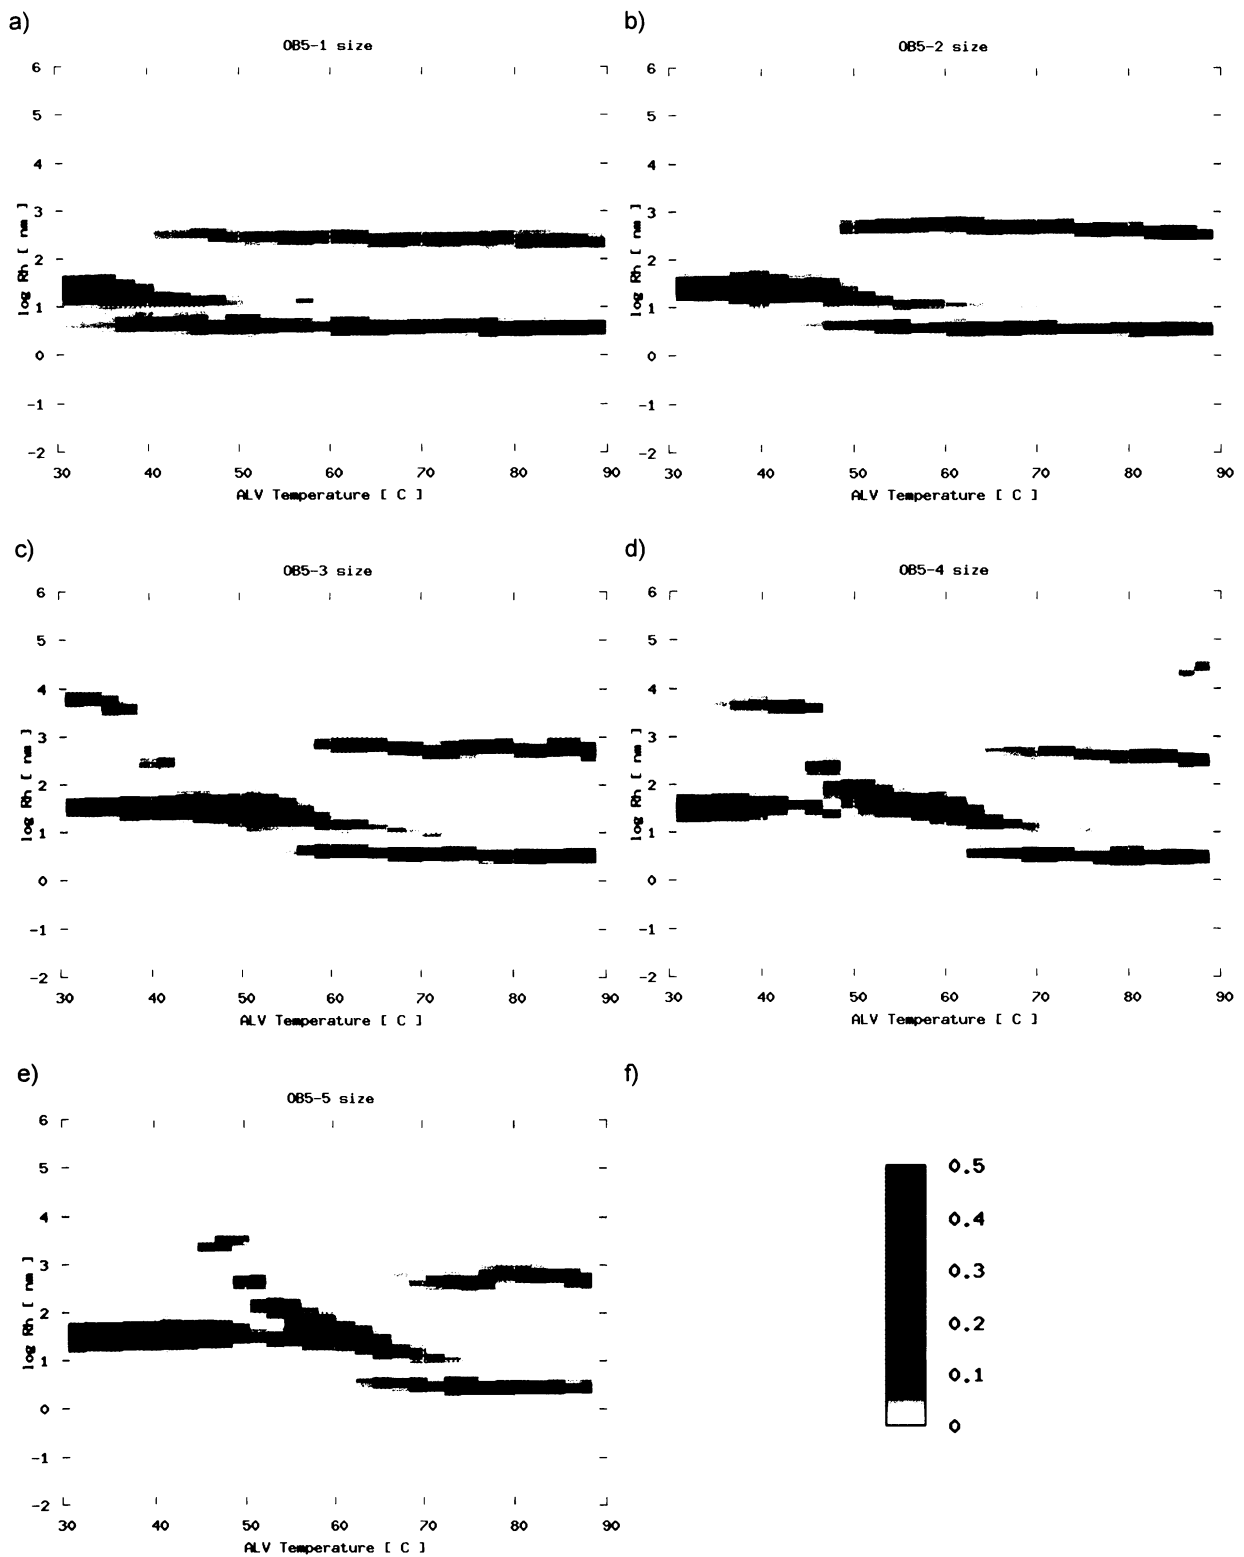 a)
OB5-1 size
6
5
4
3
2
1
0
-1
-2
log Rh [ nm ]
30 40 50 60 70 80 90
ALV Temperature [ C ]
b)
OB5-2 size
6
5
4
3
2
1
0
-1
-2
log Rh [ nm ]
30 40 50 60 70 80 90
ALV Temperature [ C ]
c)
OB5-3 size
6
5
4
3
2
1
0
-1
-2
log Rh [ nm ]
30 40 50 60 70 80 90
ALV Temperature [ C ]
d)
OB5-4 size
6
5
4
3
2
1
0
-1
-2
log Rh [ nm ]
30 40 50 60 70 80 90
ALV Temperature [ C ]
e)
OB5-5 size
6
5
4
3
2
1
0
-1
-2
log Rh [ nm ]
30 40 50 60 70 80 90
ALV Temperature [ C ]
f)
0.5
0.4
0.3
0.2
0.1
0